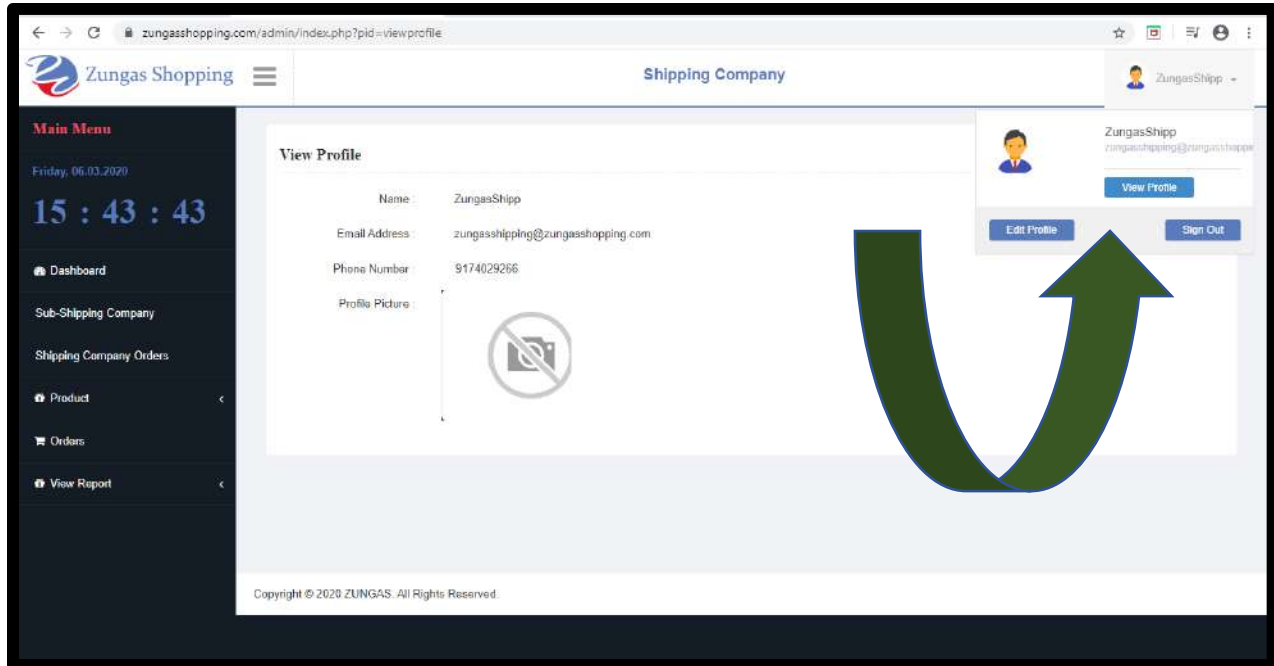 zungasshopping.com/admin/index.php?pid=viewprofile
Zungas Shopping
Shipping Company
ZungasShipp
Main Menu
Friday, 06.03.2020
15 : 43 : 43
Dashboard
Sub-Shipping Company
Shipping Company Orders
Product
Orders
View Report
View Profile
Name :
ZungasShipp
Email Address :
zungasshipping@zungasshopping.com
Phone Number
9174029266
Profile Picture :
ZungasShipp
zungasshipping@zungasshoppin
View Profile
Edit Profile
Sign Out
Copyright © 2020 ZUNGAS. All Rights Reserved.